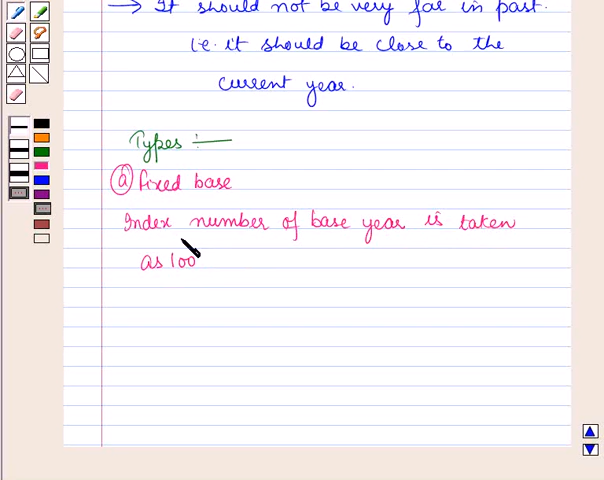 → It should not be very far in past.
i.e. it should be close to the
current year.
Types :—
(a) fixed base
Index number of base year is taken
as 100